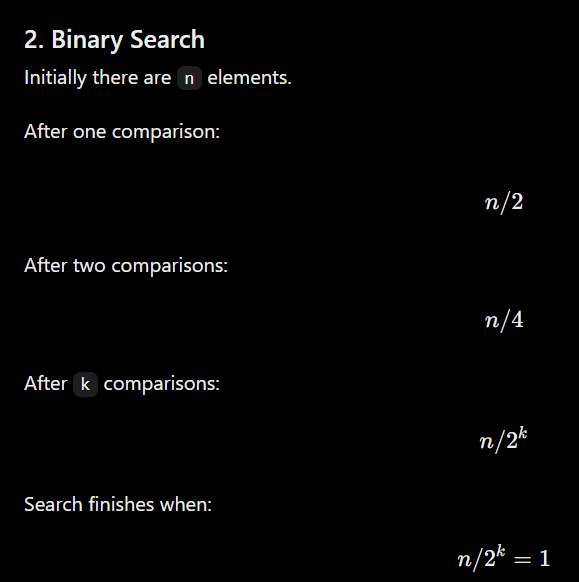 2. Binary Search
Initially there are n elements.
After one comparison:
n/2
After two comparisons:
n/4
After k comparisons:
n/2^k
Search finishes when:
n/2^k = 1